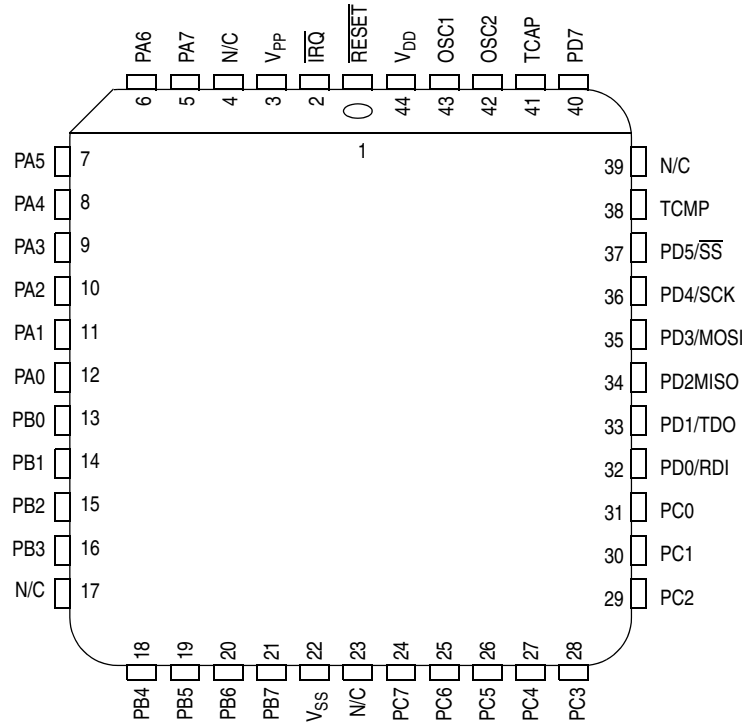 PA6 PA7 N/C VPP IRQ RESET VDD OSC1 OSC2 TCAP PD7
6 5 4 3 2 44 43 42 41 40
1
PA5 7 39 N/C
PA4 8 38 TCMP
PA3 9 37 PD5/SS
PA2 10 36 PD4/SCK
PA1 11 35 PD3/MOSI
PA0 12 34 PD2MISO
PB0 13 33 PD1/TDO
PB1 14 32 PD0/RDI
PB2 15 31 PC0
PB3 16 30 PC1
N/C 17 29 PC2
18 19 20 21 22 23 24 25 26 27 28
PB4 PB5 PB6 PB7 VSS N/C PC7 PC6 PC5 PC4 PC3